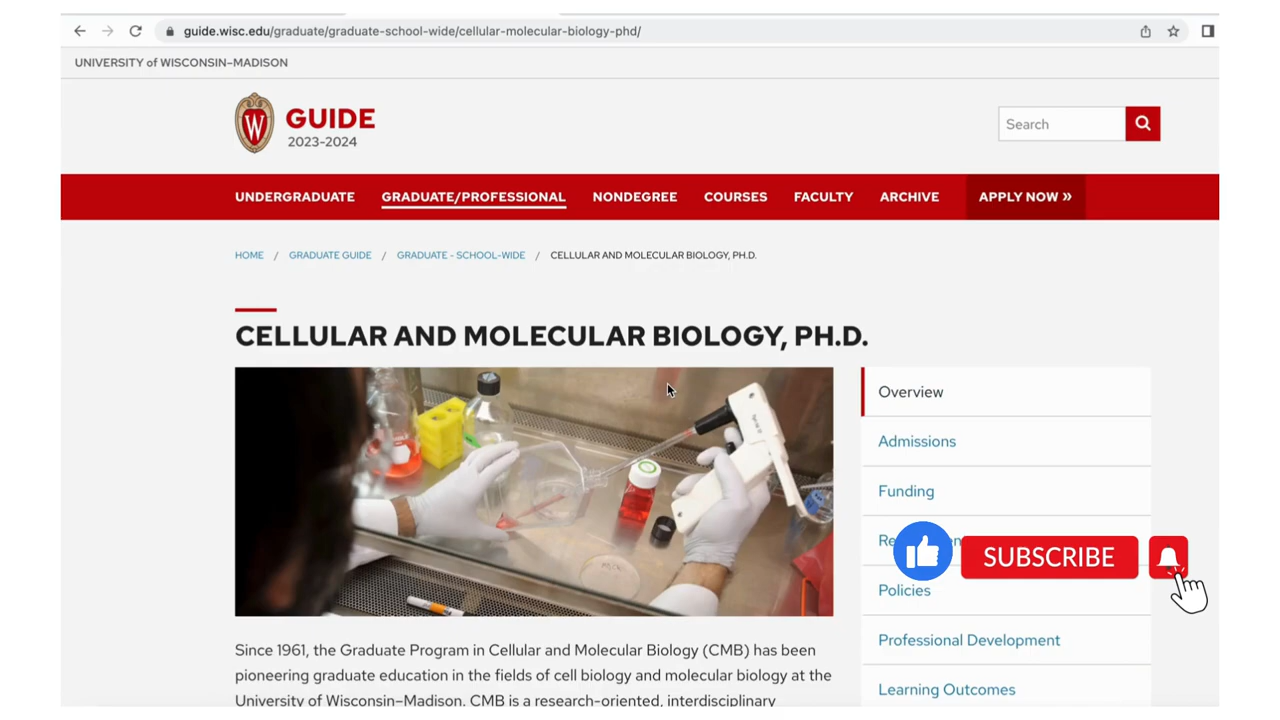 guide.wisc.edu/graduate/graduate-school-wide/cellular-molecular-biology-phd/
UNIVERSITY of WISCONSIN–MADISON
W
GUIDE
2023-2024
Search
UNDERGRADUATE GRADUATE/PROFESSIONAL NONDEGREE COURSES FACULTY ARCHIVE APPLY NOW »
HOME / GRADUATE GUIDE / GRADUATE - SCHOOL-WIDE / CELLULAR AND MOLECULAR BIOLOGY, PH.D.
CELLULAR AND MOLECULAR BIOLOGY, PH.D.
Overview
Admissions
Funding
SUBSCRIBE
Policies
Professional Development
Learning Outcomes
Since 1961, the Graduate Program in Cellular and Molecular Biology (CMB) has been
pioneering graduate education in the fields of cell biology and molecular biology at the
University of Wisconsin–Madison. CMB is a research-oriented, interdisciplinary